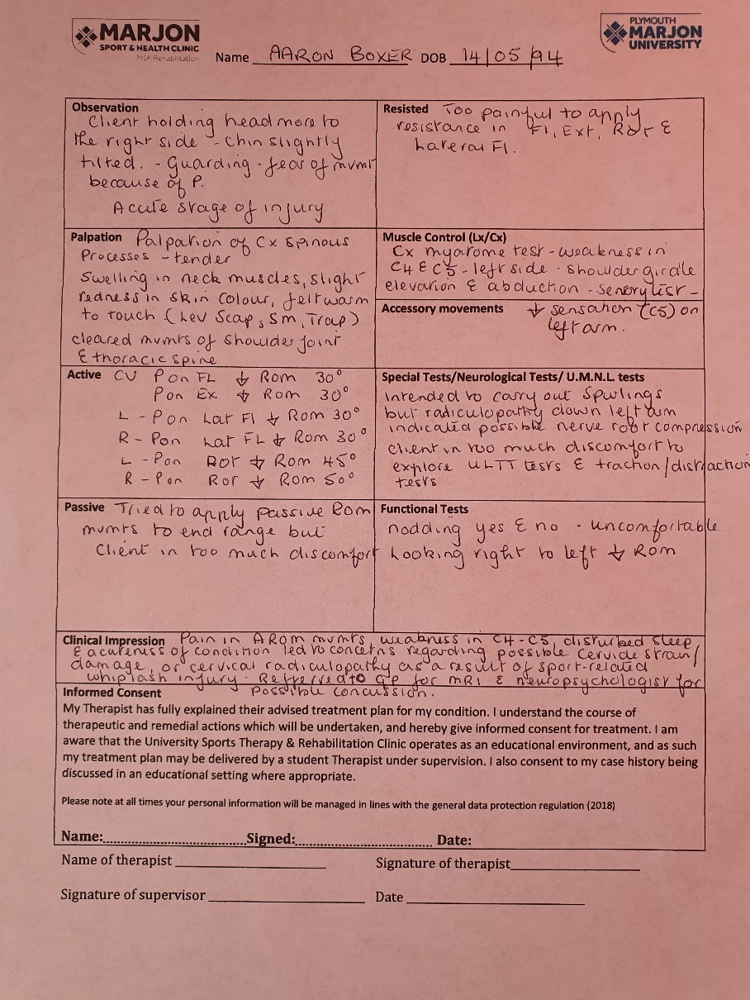 MARJON
SPORT & HEALTH CLINIC
MSK Rehabilitation
PLYMOUTH
MARJON
UNIVERSITY
Name AARON BOXER DOB 14/05/94
Observation
Client holding head more to
the right side - Chin slightly
tilted. - Guarding - fear of mvmt
because of P.
Acute stage of injury
Resisted Too painful to apply
resistance in Fl, Ext, Rot &
Lateral Fl.
Palpation Palpation of Cx Spinous
Processes - tender
Swelling in neck muscles, slight
redness in skin colour, felt warm
to touch (Lev Scap, Sm, Trap)
cleared mvmts of shoulder joint
& thoracic spine
Muscle Control (Lx/Cx)
Cx myotome test - weakness in
C4 & C5 - left side - shoulder girdle
elevation & abduction - sensory test -
Accessory movements ↓ sensation (C5) on
left arm.
Active CV P on FL ↓ Rom 30°
P on Ex ↓ Rom 30°
L - P on Lat Fl ↓ Rom 30°
R - P on Lat FL ↓ Rom 30°
L - P on Rot ↓ Rom 45°
R - P on Rot ↓ Rom 50°
Special Tests/Neurological Tests/ U.M.N.L tests
Intended to carry out Spurlings
but radiculopathy down left arm
indicated possible nerve root compression
client in too much discomfort to
explore ULTT tests & traction/distraction
tests
Passive Tried to apply passive Rom
mvmts to end range but
Client in too much discomfort
Functional Tests
nodding yes & no - uncomfortable
Looking right to left ↓ Rom
Clinical Impression Pain in AROM mvmts, weakness in C4-C5, disturbed sleep
& acuteness of condition led to concerns regarding possible Cervicle strain/
damage, or cervical radiculopathy as a result of sport-related
whiplash injury. Referred to GP for MRI & neuropsychologist for
possible concussion.
Informed Consent
My Therapist has fully explained their advised treatment plan for my condition. I understand the course of
therapeutic and remedial actions which will be undertaken, and hereby give informed consent for treatment. I am
aware that the University Sports Therapy & Rehabilitation Clinic operates as an educational environment, and as such
my treatment plan may be delivered by a student Therapist under supervision. I also consent to my case history being
discussed in an educational setting where appropriate.
Please note at all times your personal information will be managed in lines with the general data protection regulation (2018)
Name: Signed: Date:
Name of therapist Signature of therapist
Signature of supervisor Date